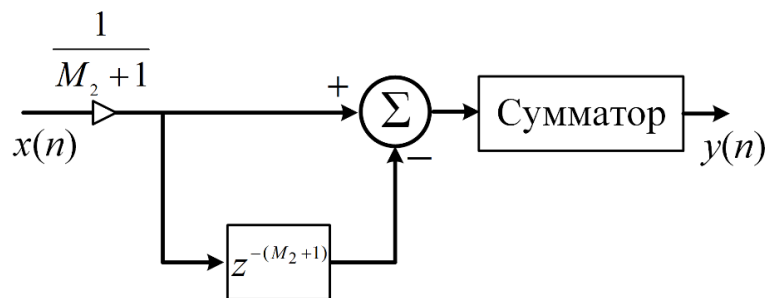 1
M₂ + 1
x(n)
+
Σ
−
Сумматор
y(n)
z^{-(M₂+1)}